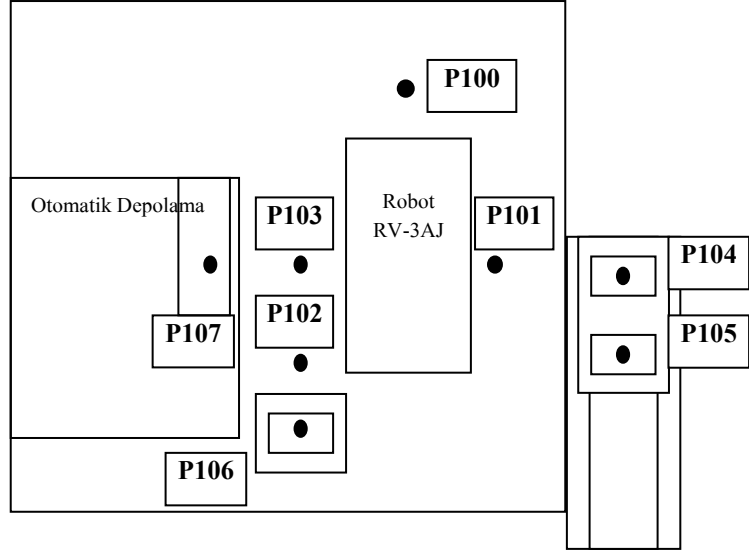 P100
Otomatik Depolama
P103
Robot
RV-3AJ
P101
P104
P102
P107
P105
P106